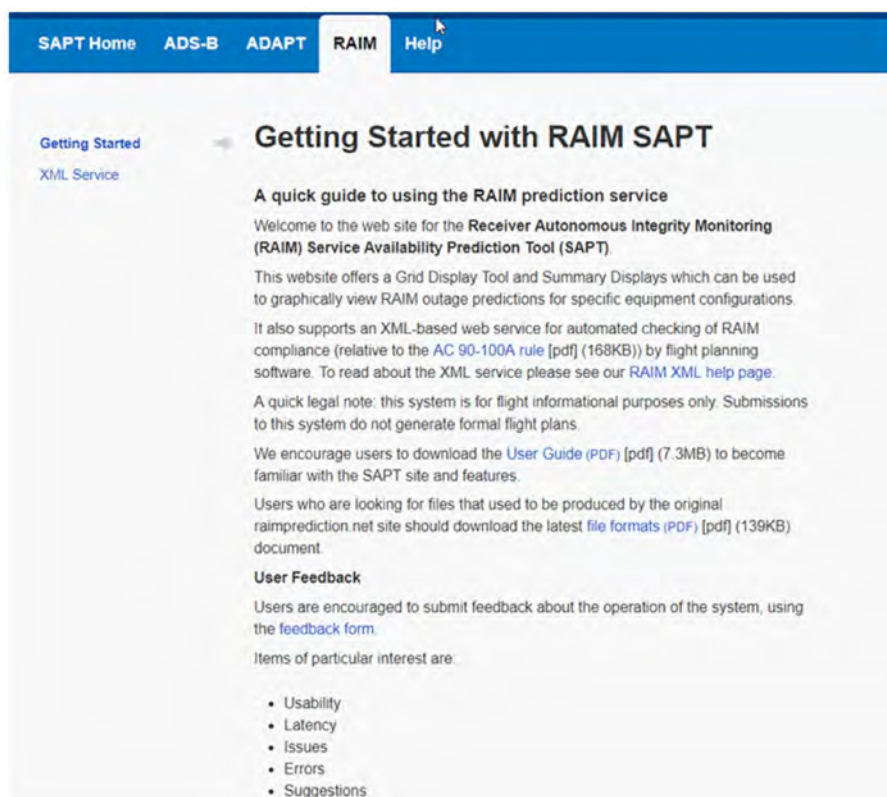 SAPT Home ADS-B ADAPT RAIM Help
Getting Started
XML Service
Getting Started with RAIM SAPT
A quick guide to using the RAIM prediction service
Welcome to the web site for the Receiver Autonomous Integrity Monitoring
(RAIM) Service Availability Prediction Tool (SAPT).
This website offers a Grid Display Tool and Summary Displays which can be used
to graphically view RAIM outage predictions for specific equipment configurations.
It also supports an XML-based web service for automated checking of RAIM
compliance (relative to the AC 90-100A rule [pdf] (168KB)) by flight planning
software. To read about the XML service please see our RAIM XML help page.
A quick legal note: this system is for flight informational purposes only. Submissions
to this system do not generate formal flight plans.
We encourage users to download the User Guide (PDF) [pdf] (7.3MB) to become
familiar with the SAPT site and features.
Users who are looking for files that used to be produced by the original
raimprediction.net site should download the latest file formats (PDF) [pdf] (139KB)
document.
User Feedback
Users are encouraged to submit feedback about the operation of the system, using
the feedback form.
Items of particular interest are:
• Usability
• Latency
• Issues
• Errors
• Suggestions